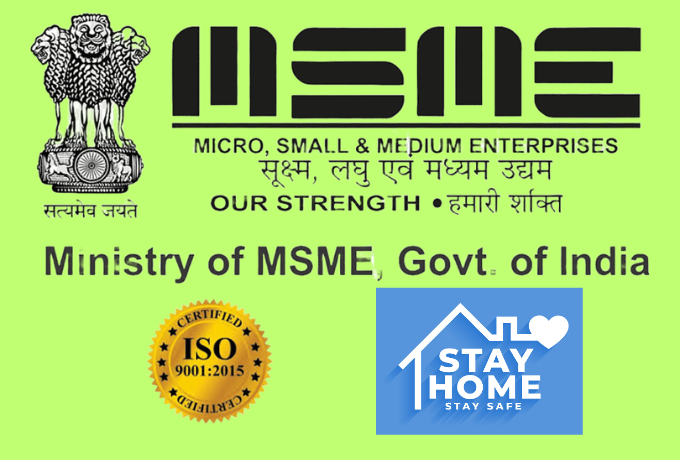 MSME
MICRO, SMALL & MEDIUM ENTERPRISES
सूक्ष्म, लघु एवं मध्यम उद्यम
OUR STRENGTH • हमारी शक्ति
सत्यमेव जयते
Ministry of MSME, Govt. of India
CERTIFIED
ISO
9001:2015
CERTIFIED
STAY
HOME
STAY SAFE